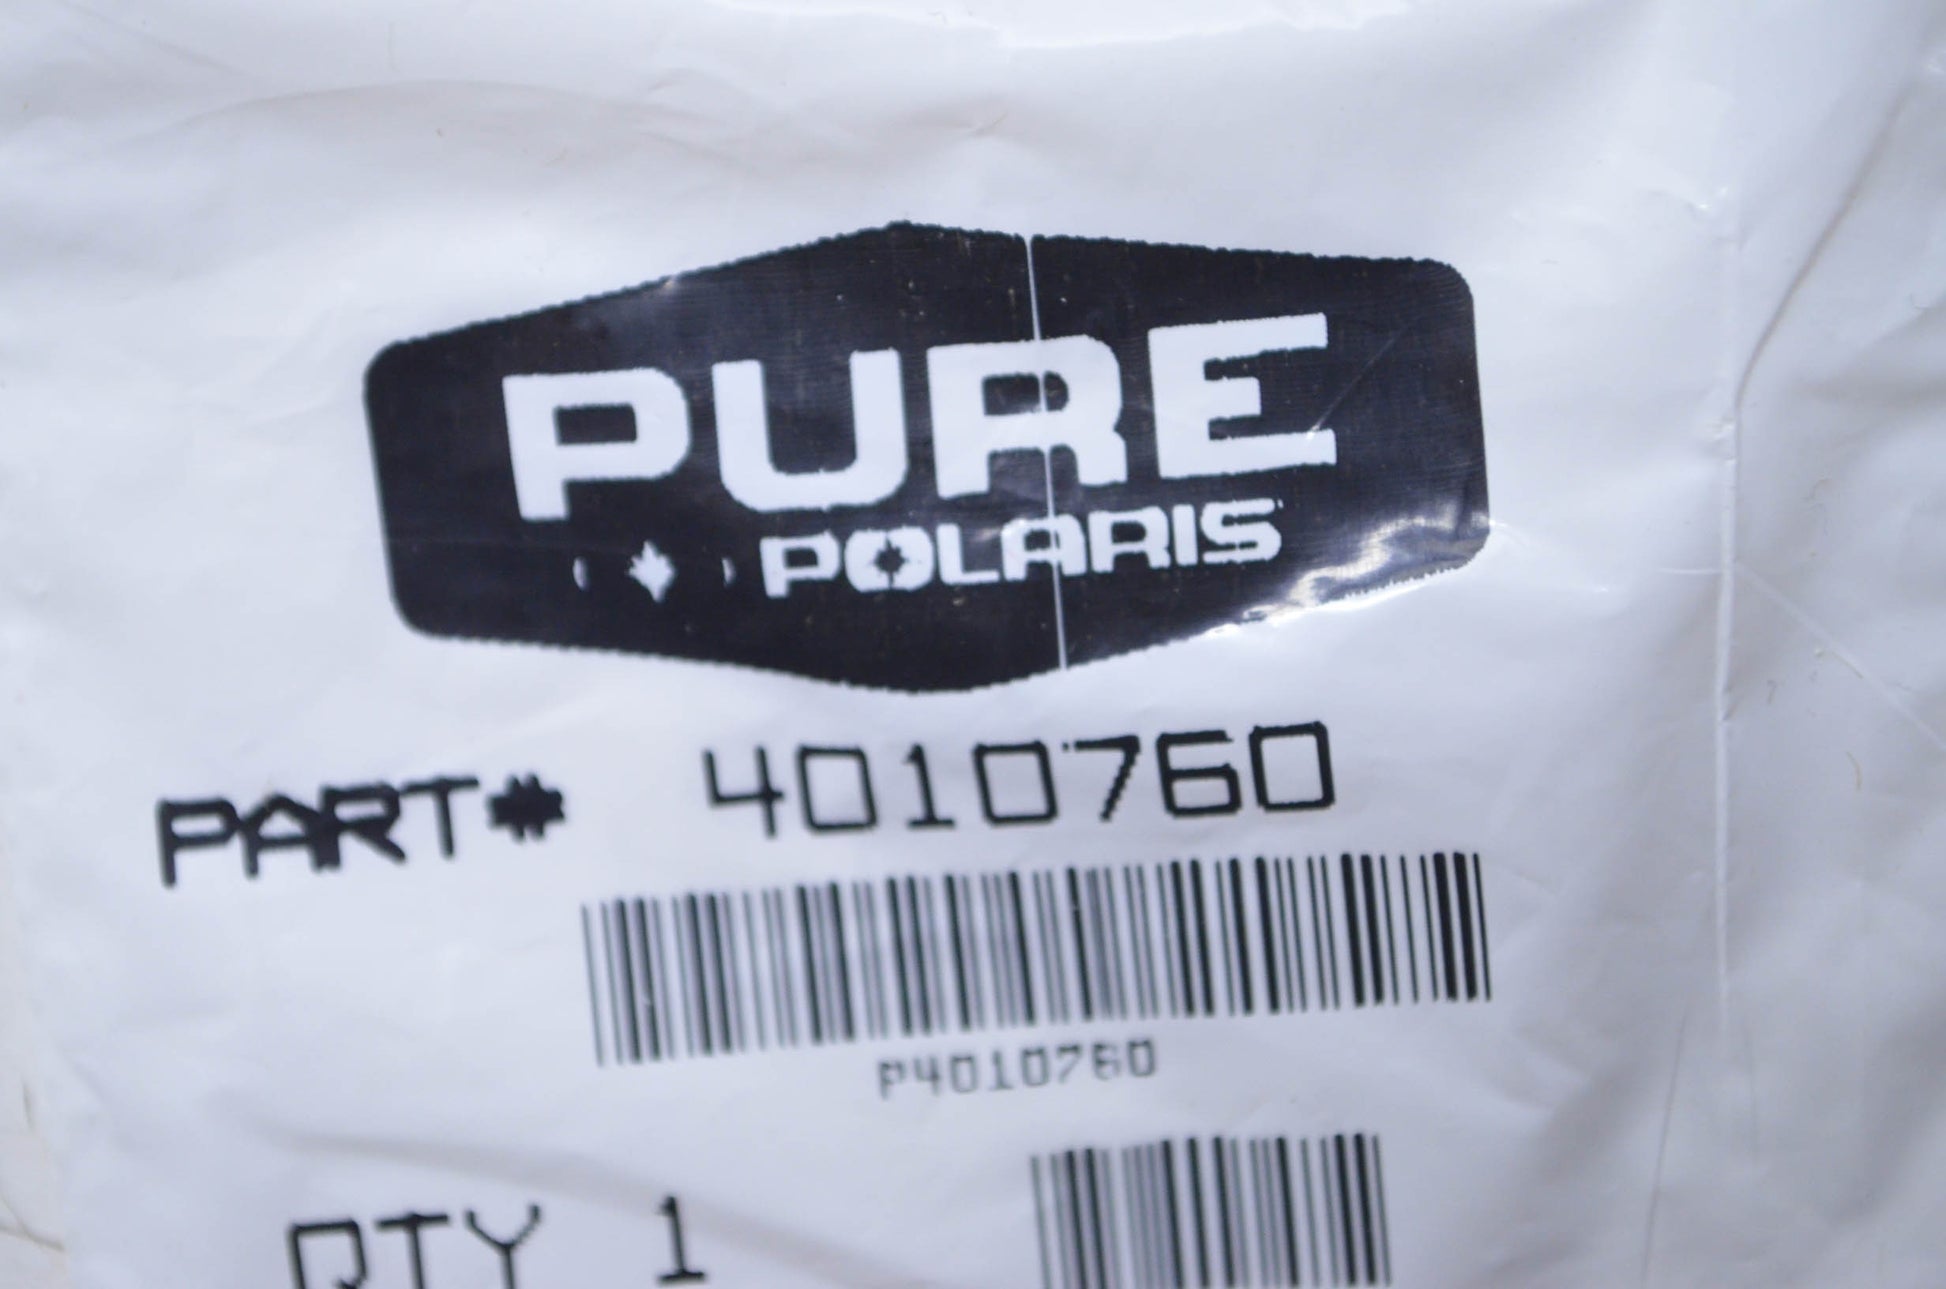 PURE
POLARIS
PART# 4010760
P4010760
QTY 1